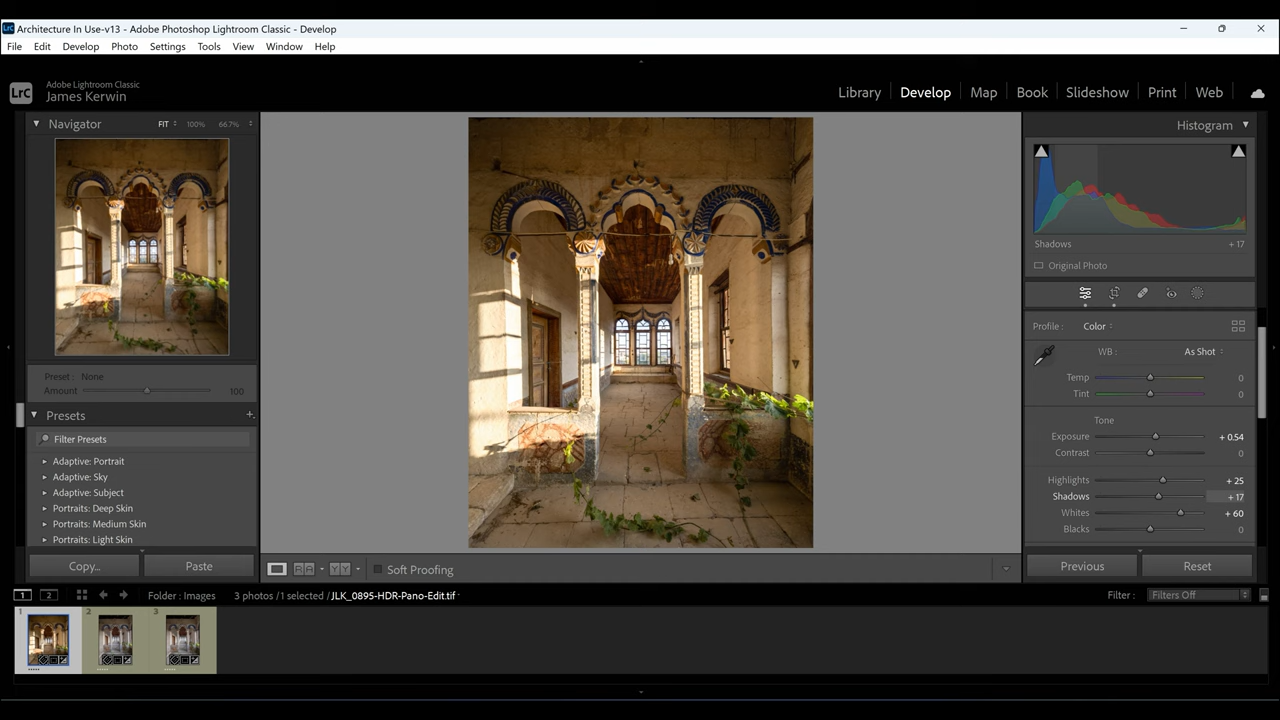 Architecture In Use-v13 - Adobe Photoshop Lightroom Classic - Develop
File Edit Develop Photo Settings Tools View Window Help
LrC
Adobe Lightroom Classic
James Kerwin
Library Develop Map Book Slideshow Print Web
Navigator FIT 100% 66.7%
Preset : None
Amount 100
Presets +
Filter Presets
Adaptive: Portrait
Adaptive: Sky
Adaptive: Subject
Portraits: Deep Skin
Portraits: Medium Skin
Portraits: Light Skin
Copy... Paste
Soft Proofing
Histogram
Shadows + 17
Original Photo
Profile : Color
WB : As Shot
Temp 0
Tint 0
Tone
Exposure + 0.54
Contrast 0
Highlights + 25
Shadows + 17
Whites + 60
Blacks 0
Previous Reset
1 2 Folder : Images 3 photos / 1 selected / JLK_0895-HDR-Pano-Edit.tif Filter : Filters Off
1 2 3